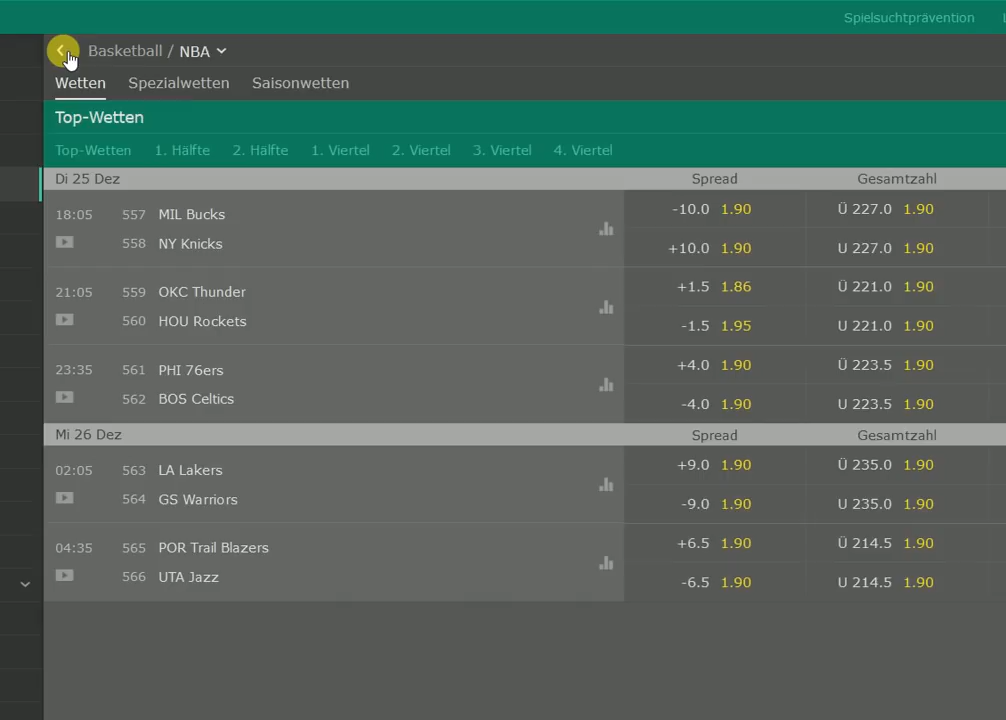 Spielsuchtprävention
Basketball / NBA
Wetten Spezialwetten Saisonwetten
Top-Wetten
Top-Wetten 1. Hälfte 2. Hälfte 1. Viertel 2. Viertel 3. Viertel 4. Viertel
Di 25 Dez Spread Gesamtzahl
18:05 557 MIL Bucks -10.0 1.90 Ü 227.0 1.90
558 NY Knicks +10.0 1.90 U 227.0 1.90
21:05 559 OKC Thunder +1.5 1.86 Ü 221.0 1.90
560 HOU Rockets -1.5 1.95 U 221.0 1.90
23:35 561 PHI 76ers +4.0 1.90 Ü 223.5 1.90
562 BOS Celtics -4.0 1.90 U 223.5 1.90
Mi 26 Dez Spread Gesamtzahl
02:05 563 LA Lakers +9.0 1.90 Ü 235.0 1.90
564 GS Warriors -9.0 1.90 U 235.0 1.90
04:35 565 POR Trail Blazers +6.5 1.90 Ü 214.5 1.90
566 UTA Jazz -6.5 1.90 U 214.5 1.90